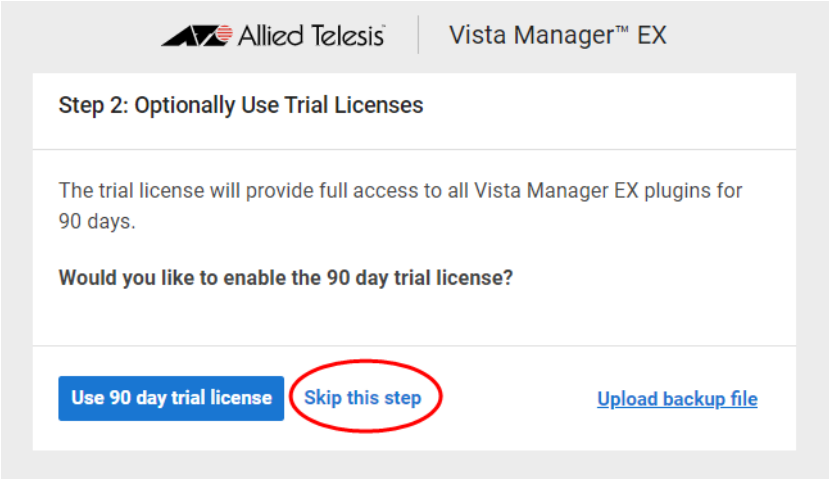 Allied Telesis™ Vista Manager™ EX
Step 2: Optionally Use Trial Licenses
The trial license will provide full access to all Vista Manager EX plugins for
90 days.
Would you like to enable the 90 day trial license?
Use 90 day trial license Skip this step Upload backup file